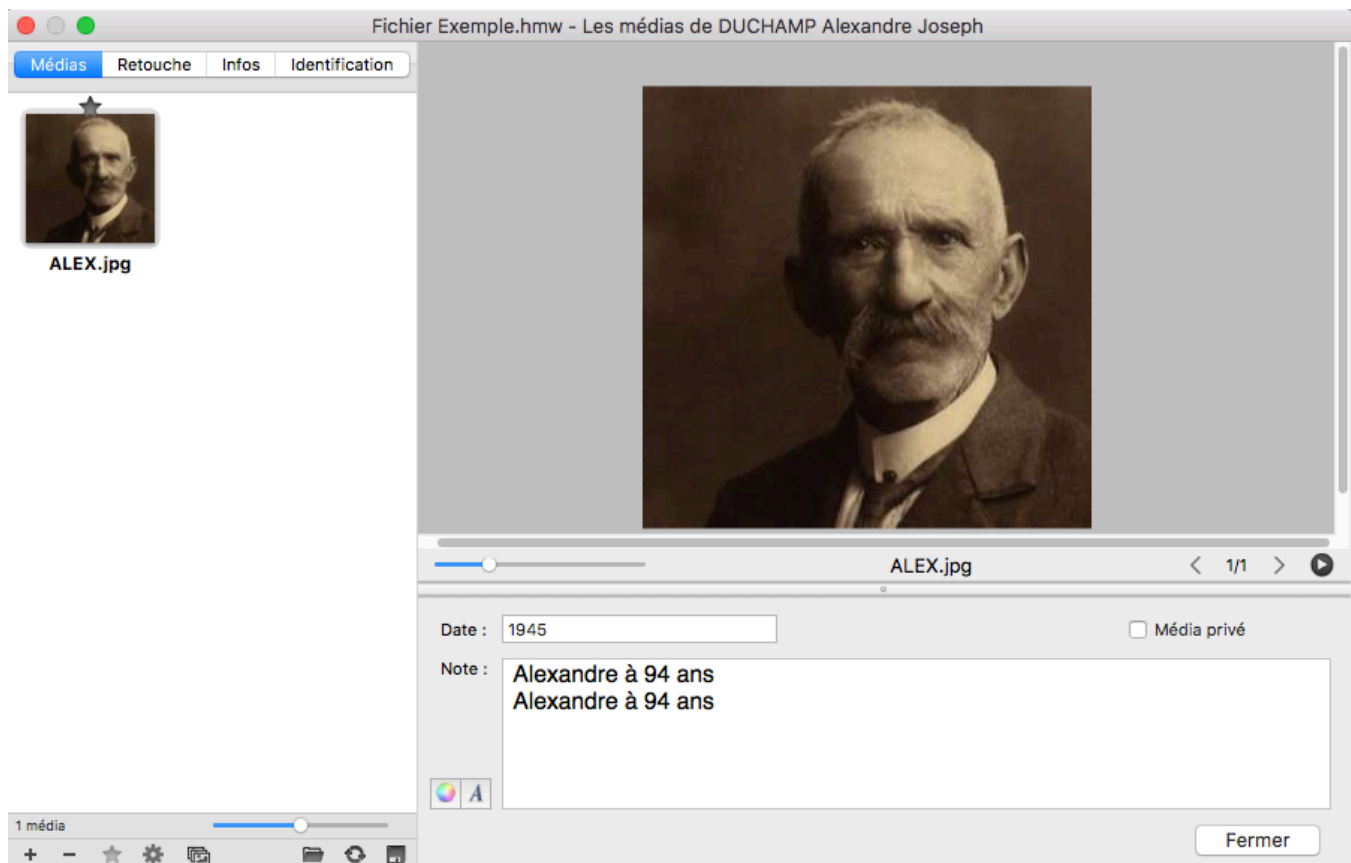 Fichier Exemple.hmw - Les médias de DUCHAMP Alexandre Joseph
Médias Retouche Infos Identification
ALEX.jpg
ALEX.jpg 1/1
Date : 1945 Média privé
Note : Alexandre à 94 ans
Alexandre à 94 ans
A
1 média
Fermer